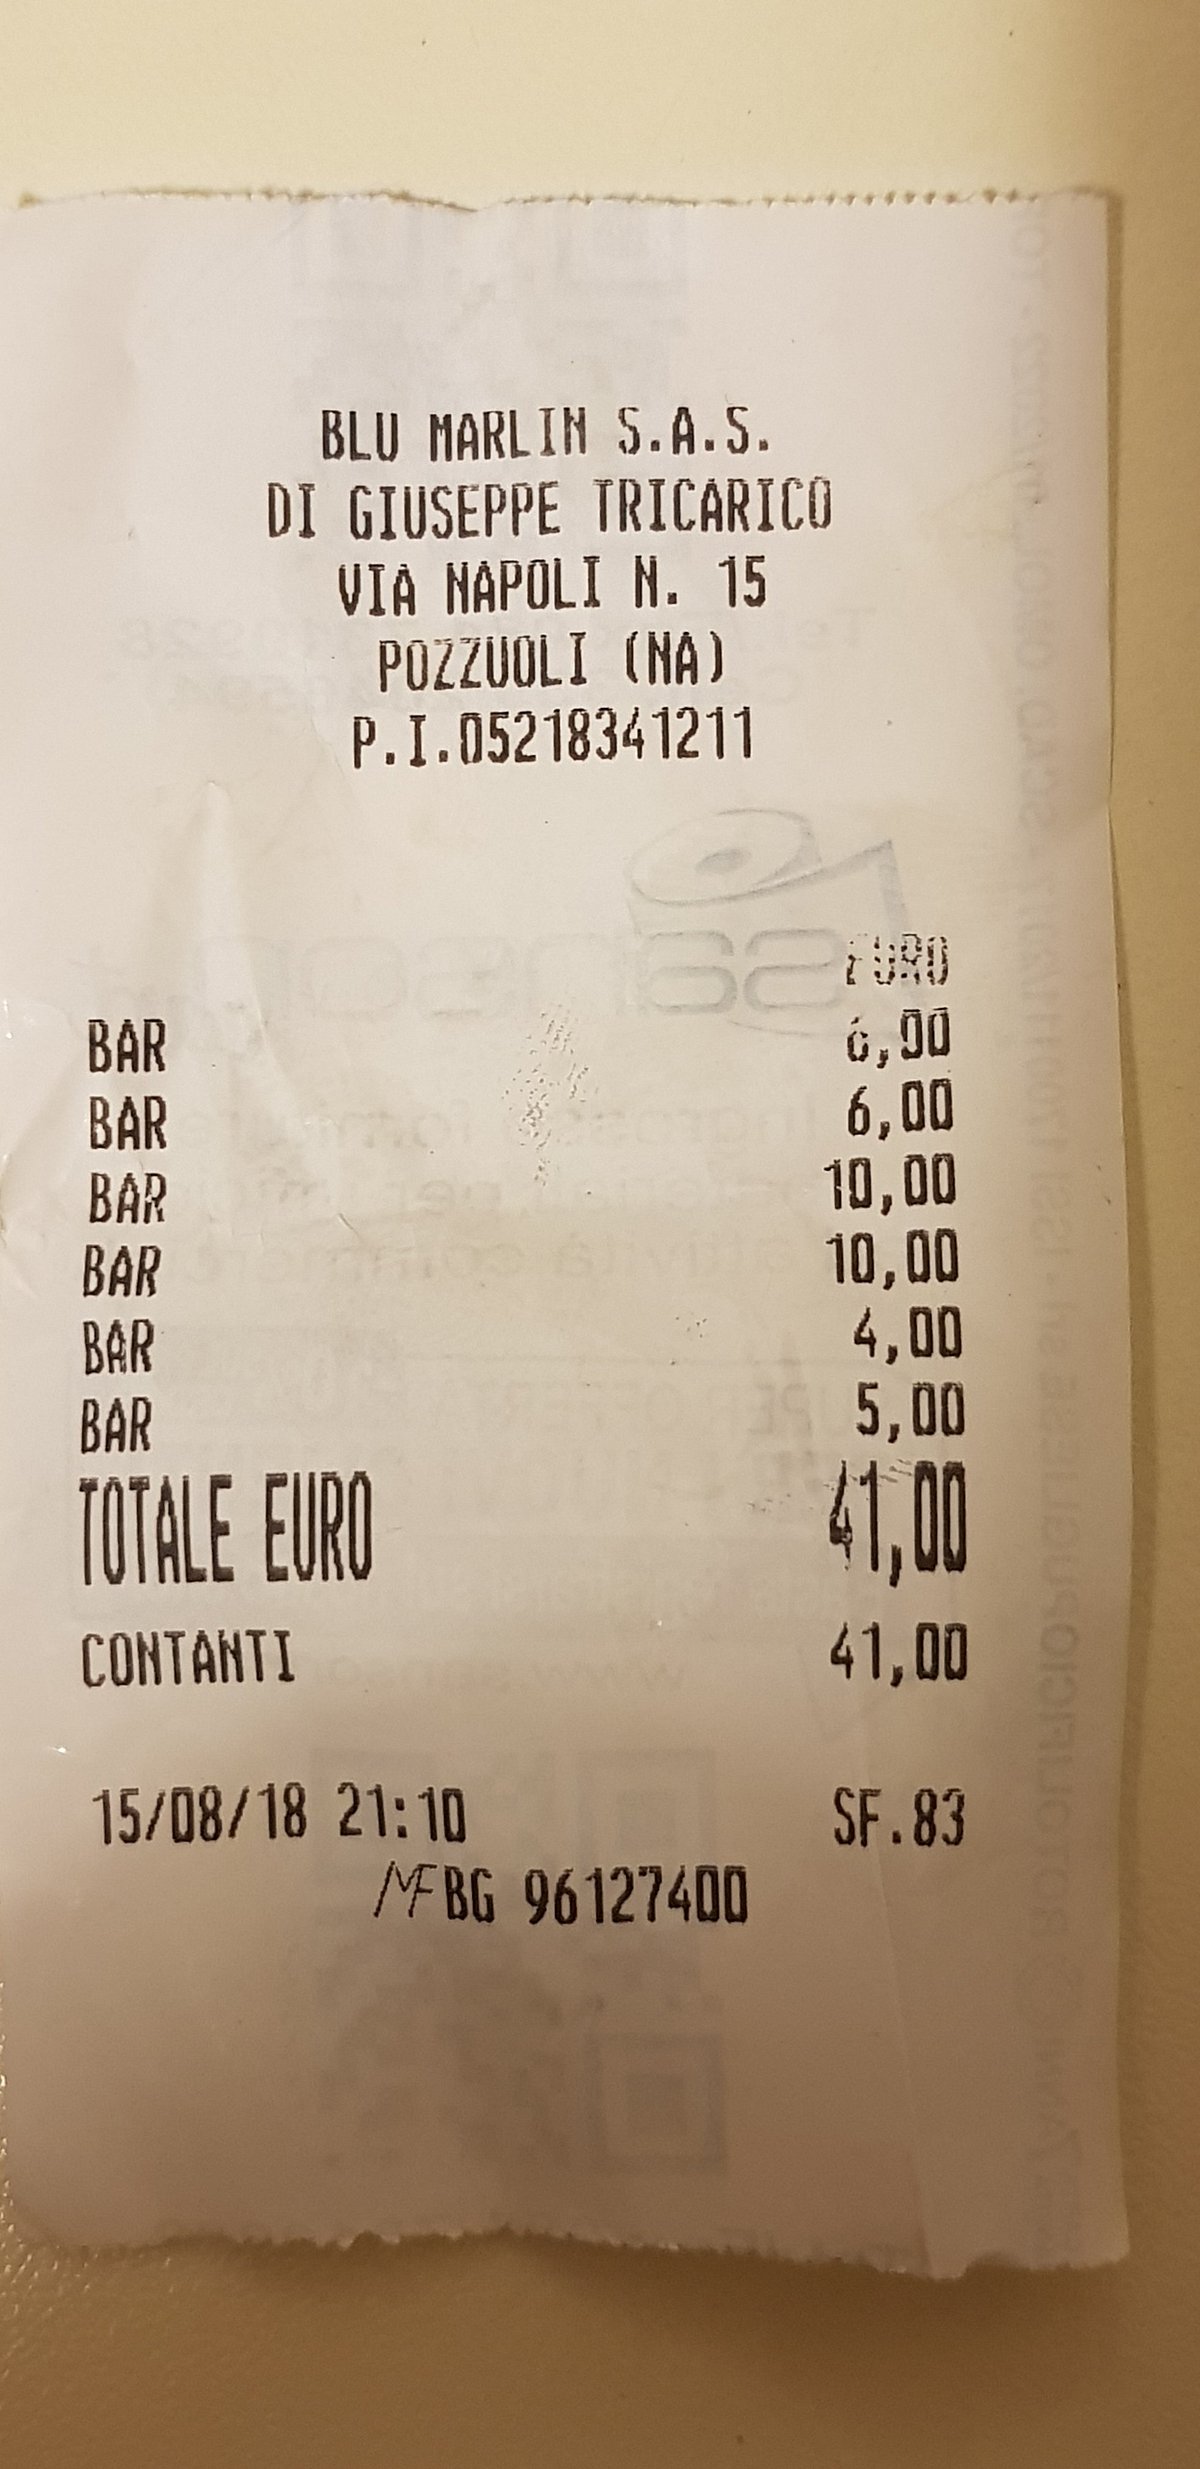 BLU MARLIN S.A.S.
DI GIUSEPPE TRICARICO
VIA NAPOLI N. 15
POZZUOLI (NA)
P.I.05218341211
EURO
BAR 6,00
BAR 6,00
BAR 10,00
BAR 10,00
BAR 4,00
BAR 5,00
TOTALE EURO 41,00
CONTANTI 41,00
15/08/18 21:10 SF.83
MFBG 96127400